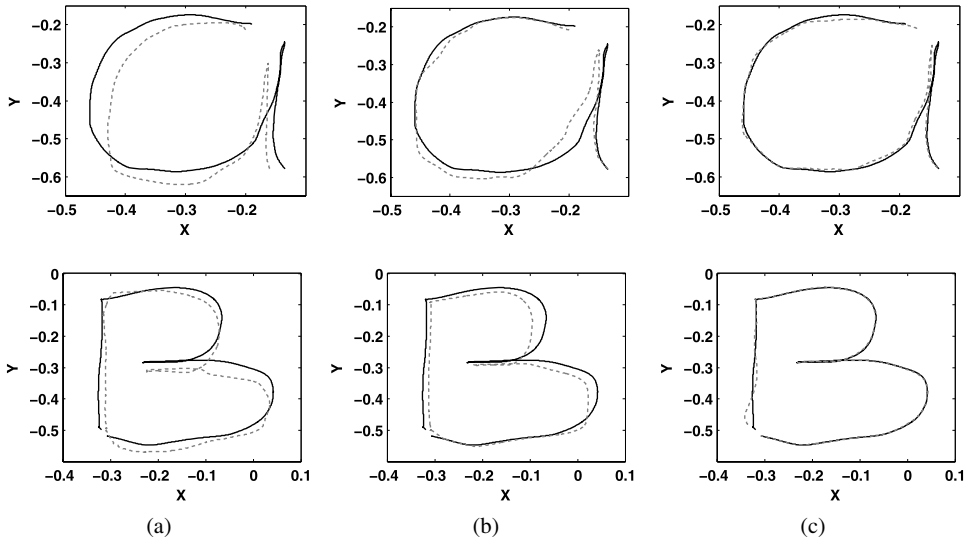 −0.2 −0.2 −0.2
−0.3 −0.3 −0.3
Y −0.4 Y −0.4 Y −0.4
−0.5 −0.5 −0.5
−0.6 −0.6 −0.6
−0.5 −0.4 −0.3 −0.2 −0.5 −0.4 −0.3 −0.2 −0.5 −0.4 −0.3 −0.2
X X X
0 0 0
−0.1 −0.1 −0.1
−0.2 −0.2 −0.2
Y −0.3 Y −0.3 Y −0.3
−0.4 −0.4 −0.4
−0.5 −0.5 −0.5
−0.4 −0.3 −0.2 −0.1 0 0.1 −0.4 −0.3 −0.2 −0.1 0 0.1 −0.4 −0.3 −0.2 −0.1 0 0.1
X X X
(a) (b) (c)